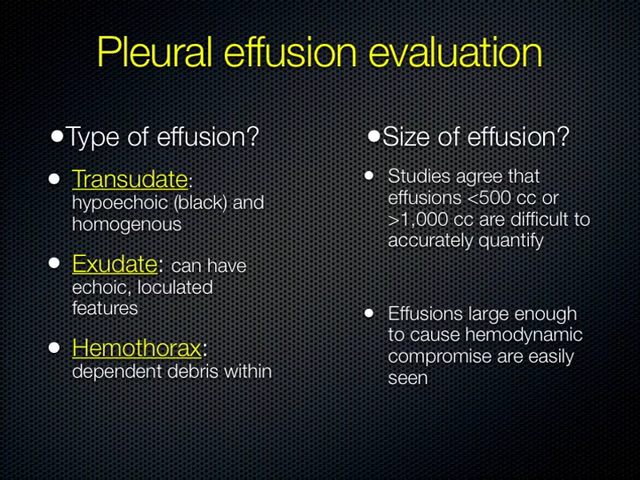 Pleural effusion evaluation
•Type of effusion?
• Transudate:
hypoechoic (black) and
homogenous
• Exudate: can have
echoic, loculated
features
• Hemothorax:
dependent debris within
•Size of effusion?
• Studies agree that
effusions <500 cc or
>1,000 cc are difficult to
accurately quantify
• Effusions large enough
to cause hemodynamic
compromise are easily
seen